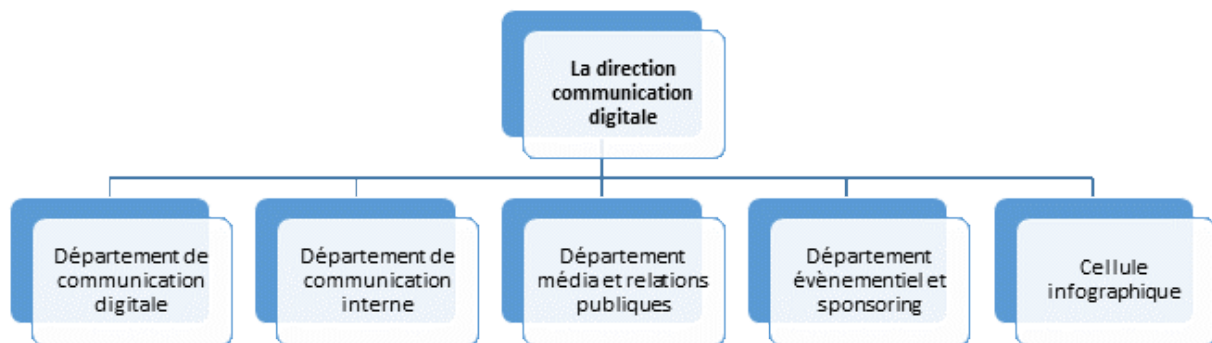 La direction
communication
digitale
Département de
communication
digitale
Département de
communication
interne
Département
média et relations
publiques
Département
évènementiel et
sponsoring
Cellule
infographique